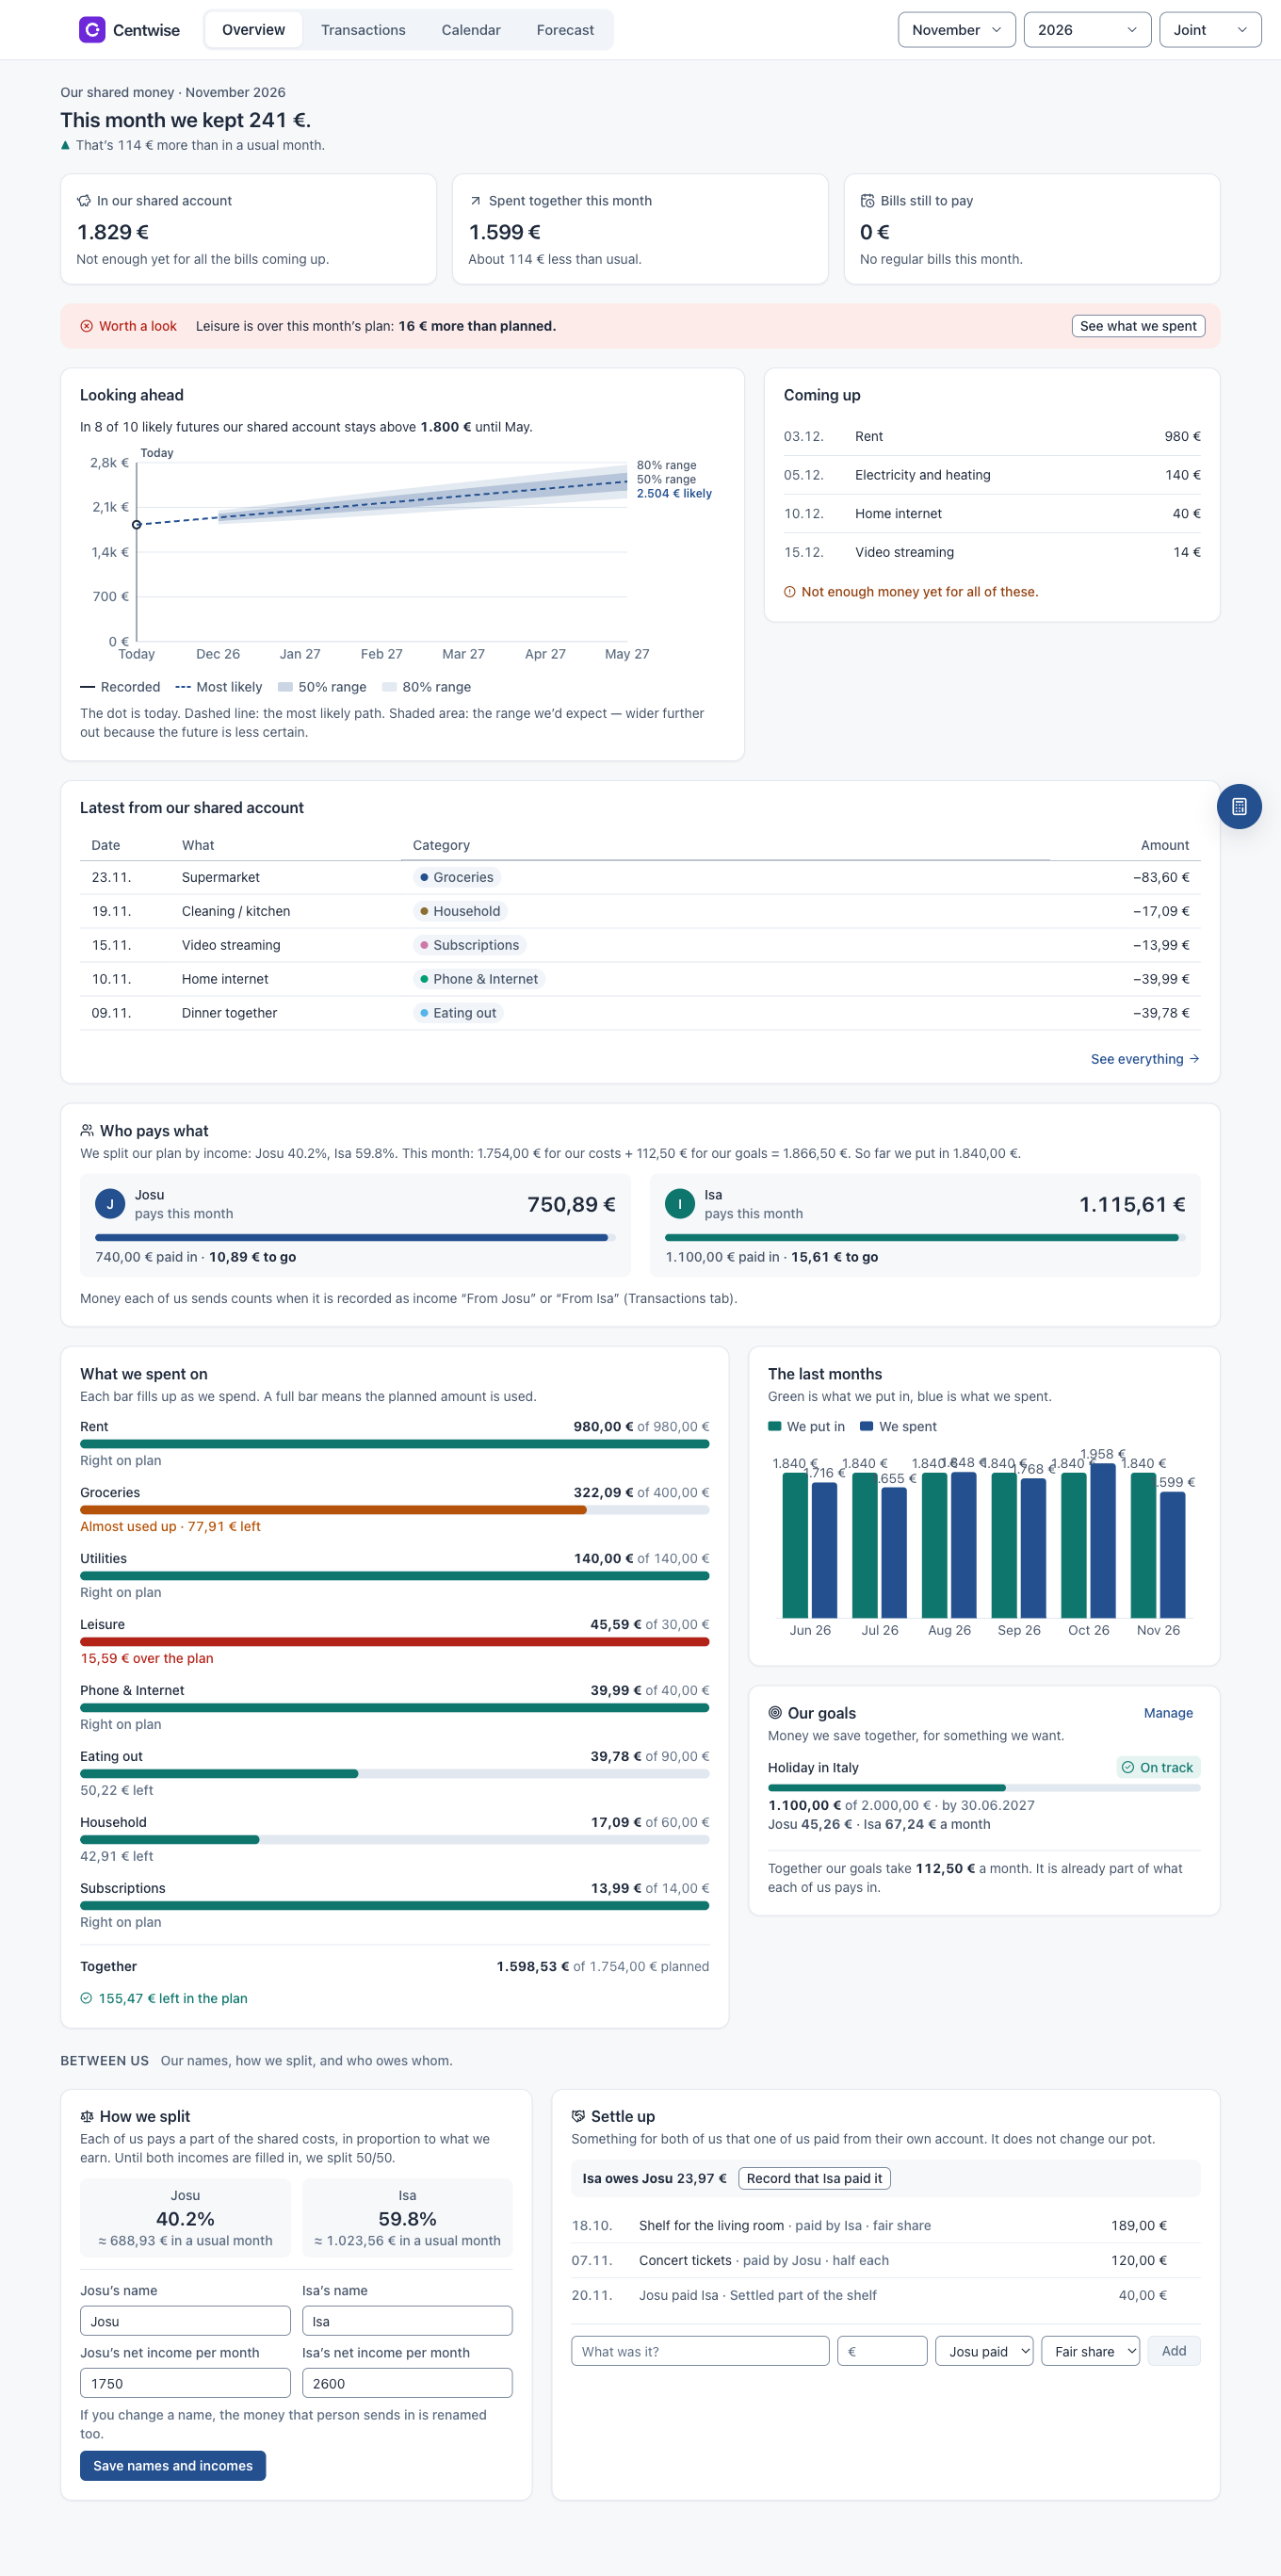 Centwise
Overview
Transactions
Calendar
Forecast
November
2026
Joint
Our shared money · November 2026
This month we kept 241 €.
▲ That’s 114 € more than in a usual month.
In our shared account
1.829 €
Not enough yet for all the bills coming up.
Spent together this month
1.599 €
About 114 € less than usual.
Bills still to pay
0 €
No regular bills this month.
Worth a look Leisure is over this month’s plan: 16 € more than planned.
See what we spent
Looking ahead
In 8 of 10 likely futures our shared account stays above 1.800 € until May.
Today
2,8k €
2,1k €
1,4k €
700 €
0 €
80% range
50% range
2.504 € likely
Today Dec 26 Jan 27 Feb 27 Mar 27 Apr 27 May 27
Recorded Most likely 50% range 80% range
The dot is today. Dashed line: the most likely path. Shaded area: the range we’d expect — wider further
out because the future is less certain.
Coming up
03.12. Rent 980 €
05.12. Electricity and heating 140 €
10.12. Home internet 40 €
15.12. Video streaming 14 €
Not enough money yet for all of these.
Latest from our shared account
Date What Category Amount
23.11. Supermarket Groceries −83,60 €
19.11. Cleaning / kitchen Household −17,09 €
15.11. Video streaming Subscriptions −13,99 €
10.11. Home internet Phone & Internet −39,99 €
09.11. Dinner together Eating out −39,78 €
See everything →
Who pays what
We split our plan by income: Josu 40.2%, Isa 59.8%. This month: 1.754,00 € for our costs + 112,50 € for our goals = 1.866,50 €. So far we put in 1.840,00 €.
J
Josu
pays this month
750,89 €
740,00 € paid in · 10,89 € to go
I
Isa
pays this month
1.115,61 €
1.100,00 € paid in · 15,61 € to go
Money each of us sends counts when it is recorded as income “From Josu” or “From Isa” (Transactions tab).
What we spent on
Each bar fills up as we spend. A full bar means the planned amount is used.
Rent 980,00 € of 980,00 €
Right on plan
Groceries 322,09 € of 400,00 €
Almost used up · 77,91 € left
Utilities 140,00 € of 140,00 €
Right on plan
Leisure 45,59 € of 30,00 €
15,59 € over the plan
Phone & Internet 39,99 € of 40,00 €
Right on plan
Eating out 39,78 € of 90,00 €
50,22 € left
Household 17,09 € of 60,00 €
42,91 € left
Subscriptions 13,99 € of 14,00 €
Right on plan
Together 1.598,53 € of 1.754,00 € planned
155,47 € left in the plan
The last months
Green is what we put in, blue is what we spent.
We put in We spent
1.840 € 1.840 € 1.840 € 1.840 € 1.958 € 1.840 €
Jun 26 Jul 26 Aug 26 Sep 26 Oct 26 Nov 26
Our goals
Manage
Money we save together, for something we want.
Holiday in Italy
On track
1.100,00 € of 2.000,00 € · by 30.06.2027
Josu 45,26 € · Isa 67,24 € a month
Together our goals take 112,50 € a month. It is already part of what
each of us pays in.
BETWEEN US Our names, how we split, and who owes whom.
How we split
Each of us pays a part of the shared costs, in proportion to what we
earn. Until both incomes are filled in, we split 50/50.
Josu
40.2%
≈ 688,93 € in a usual month
Isa
59.8%
≈ 1.023,56 € in a usual month
Josu’s name
Josu
Isa’s name
Isa
Josu’s net income per month
1750
Isa’s net income per month
2600
If you change a name, the money that person sends in is renamed
too.
Save names and incomes
Settle up
Something for both of us that one of us paid from their own account. It does not change our pot.
Isa owes Josu 23,97 €
Record that Isa paid it
18.10. Shelf for the living room · paid by Isa · fair share 189,00 €
07.11. Concert tickets · paid by Josu · half each 120,00 €
20.11. Josu paid Isa · Settled part of the shelf 40,00 €
What was it?
€
Josu paid
Fair share
Add